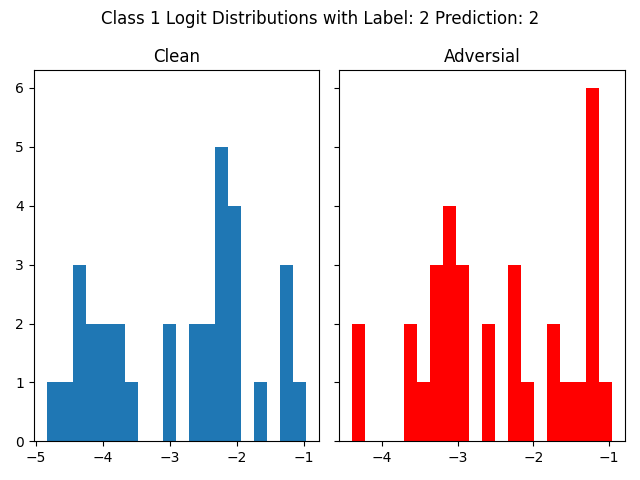 Class 1 Logit Distributions with Label: 2 Prediction: 2
Clean
Adversial
6
5
4
3
2
1
0
−5 −4 −3 −2 −1
−4 −3 −2 −1